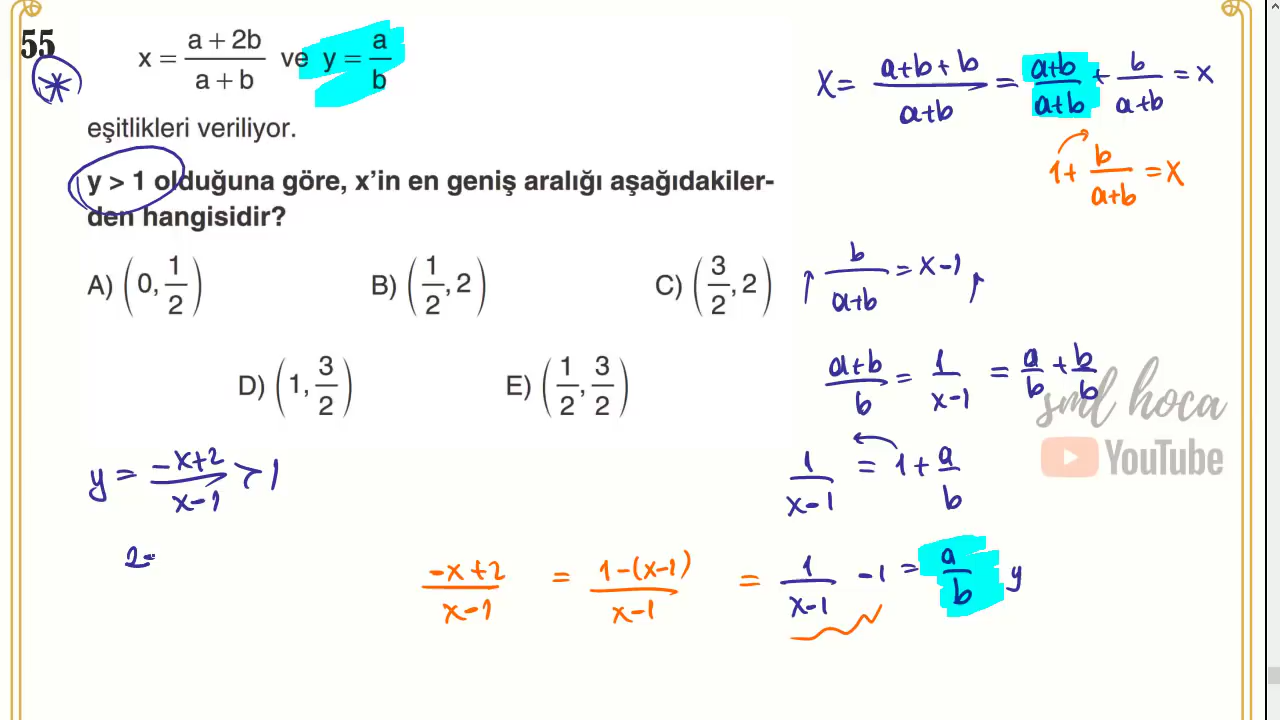 55
x = (a + 2b)/(a + b) ve y = a/b
eşitlikleri veriliyor.
y > 1 olduğuna göre, x'in en geniş aralığı aşağıdakiler-
den hangisidir?
A) (0, 1/2) B) (1/2, 2) C) (3/2, 2)
D) (1, 3/2) E) (1/2, 3/2)
x = (a+b+b)/(a+b) = (a+b)/(a+b) + b/(a+b) = x
1 + b/(a+b) = x
b/(a+b) = x-1
(a+b)/b = 1/(x-1) = a/b + b/b
sml hoca
YouTube
1/(x-1) = 1 + a/b
y = (-x+2)/(x-1) > 1
2-
(-x+2)/(x-1) = (1-(x-1))/(x-1) = 1/(x-1) - 1 = a/b y